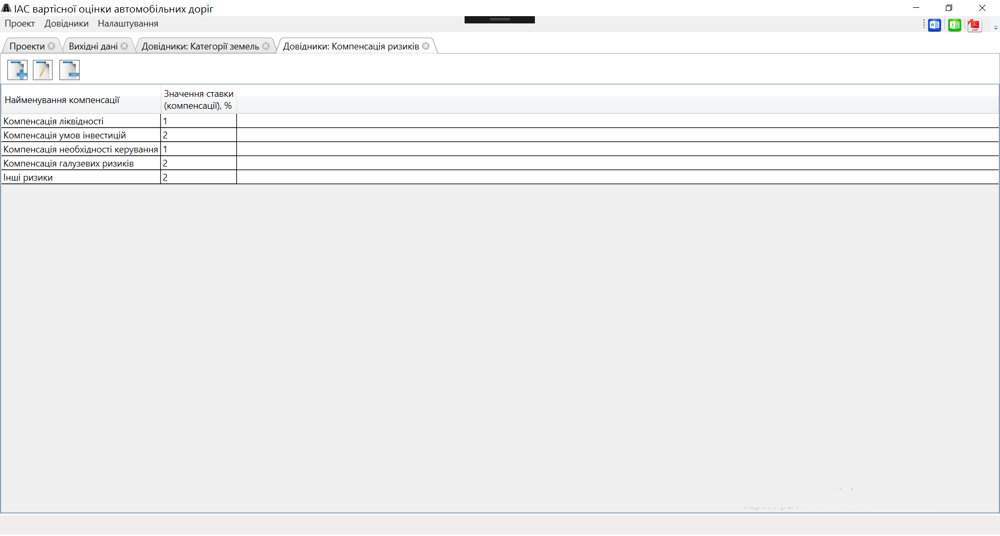 ІАС вартісної оцінки автомобільних доріг
Проект Довідники Налаштування
Проекти Вихідні дані Довідники: Категорії земель Довідники: Компенсація ризиків
Найменування компенсації
Значення ставки
(компенсації), %
Компенсація ліквідності 1
Компенсація умов інвестицій 2
Компенсація необхідності керування 1
Компенсація галузевих ризиків 2
Інші ризики 2
pdf